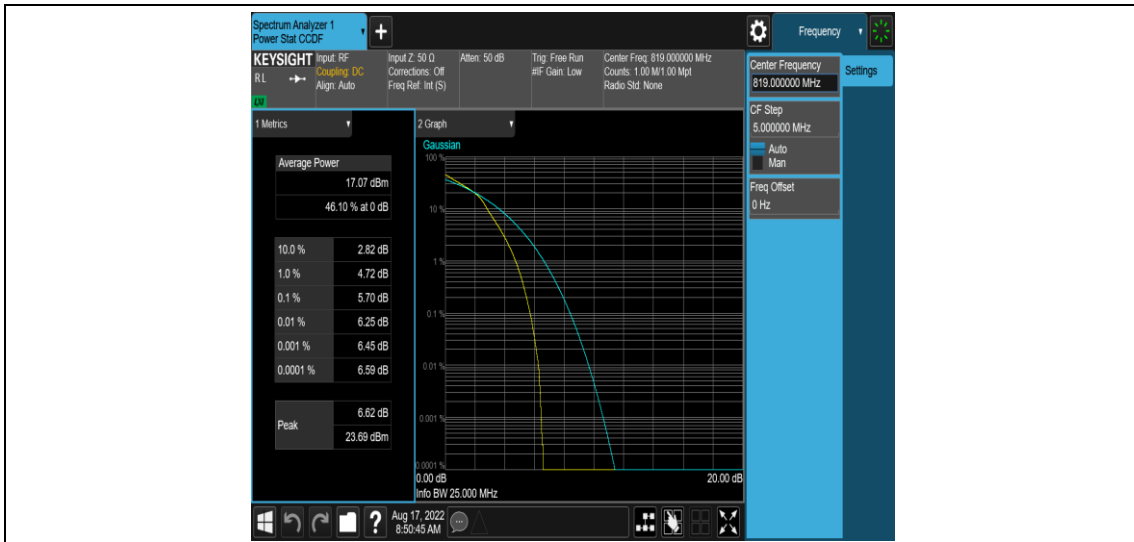 Spectrum Analyzer 1
Power Stat CCDF
+
Frequency
KEYSIGHT
RL
LXI
Input: RF
Coupling: DC
Align: Auto
Input Z: 50 Ω
Corrections: Off
Freq Ref: Int (S)
Atten: 50 dB
Trig: Free Run
#IF Gain: Low
Center Freq: 819.000000 MHz
Counts: 1.00 M/1.00 Mpt
Radio Std: None
Center Frequency
819.000000 MHz
Settings
CF Step
5.000000 MHz
Auto
Man
Freq Offset
0 Hz
1 Metrics
Average Power
17.07 dBm
46.10 % at 0 dB
10.0 % 2.82 dB
1.0 % 4.72 dB
0.1 % 5.70 dB
0.01 % 6.25 dB
0.001 % 6.45 dB
0.0001 % 6.59 dB
Peak
6.62 dB
23.69 dBm
2 Graph
Gaussian
100 %
10 %
1 %
0.1 %
0.01 %
0.001 %
0.0001 %
0.00 dB 20.00 dB
Info BW 25.000 MHz
?
Aug 17, 2022
8:50:45 AM